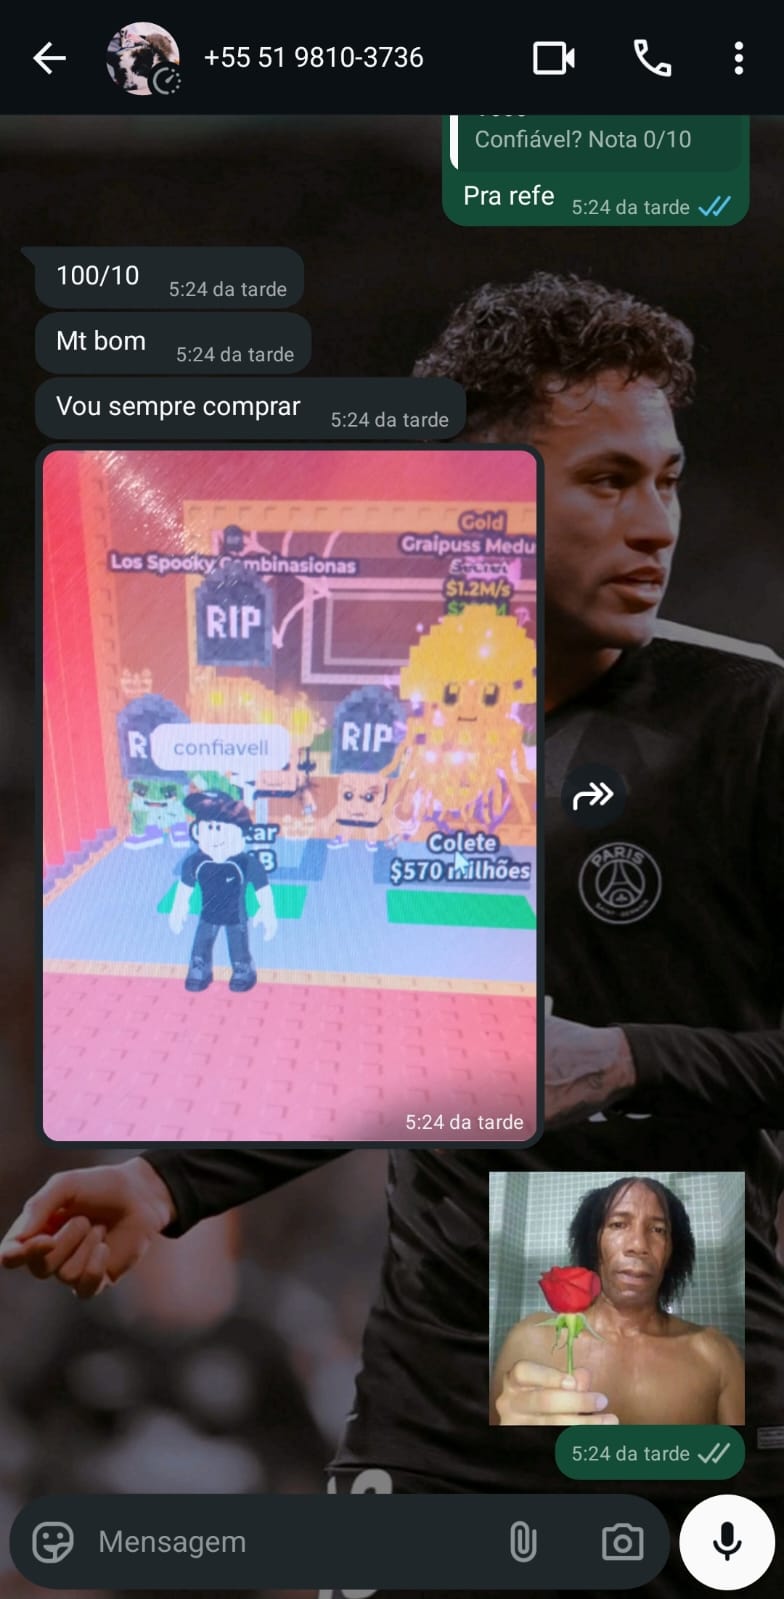 +55 51 9810-3736
Confiável? Nota 0/10
Pra refe
5:24 da tarde
100/10
5:24 da tarde
Mt bom
5:24 da tarde
Vou sempre comprar
5:24 da tarde
Gold
Graipuss Medu
Los Spooky Combinasionas
Secret
$1.2M/s
RIP
RIP
confiavell
Colete
$570 milhões
5:24 da tarde
PARIS
SAINT-GERMAIN
5:24 da tarde
Mensagem